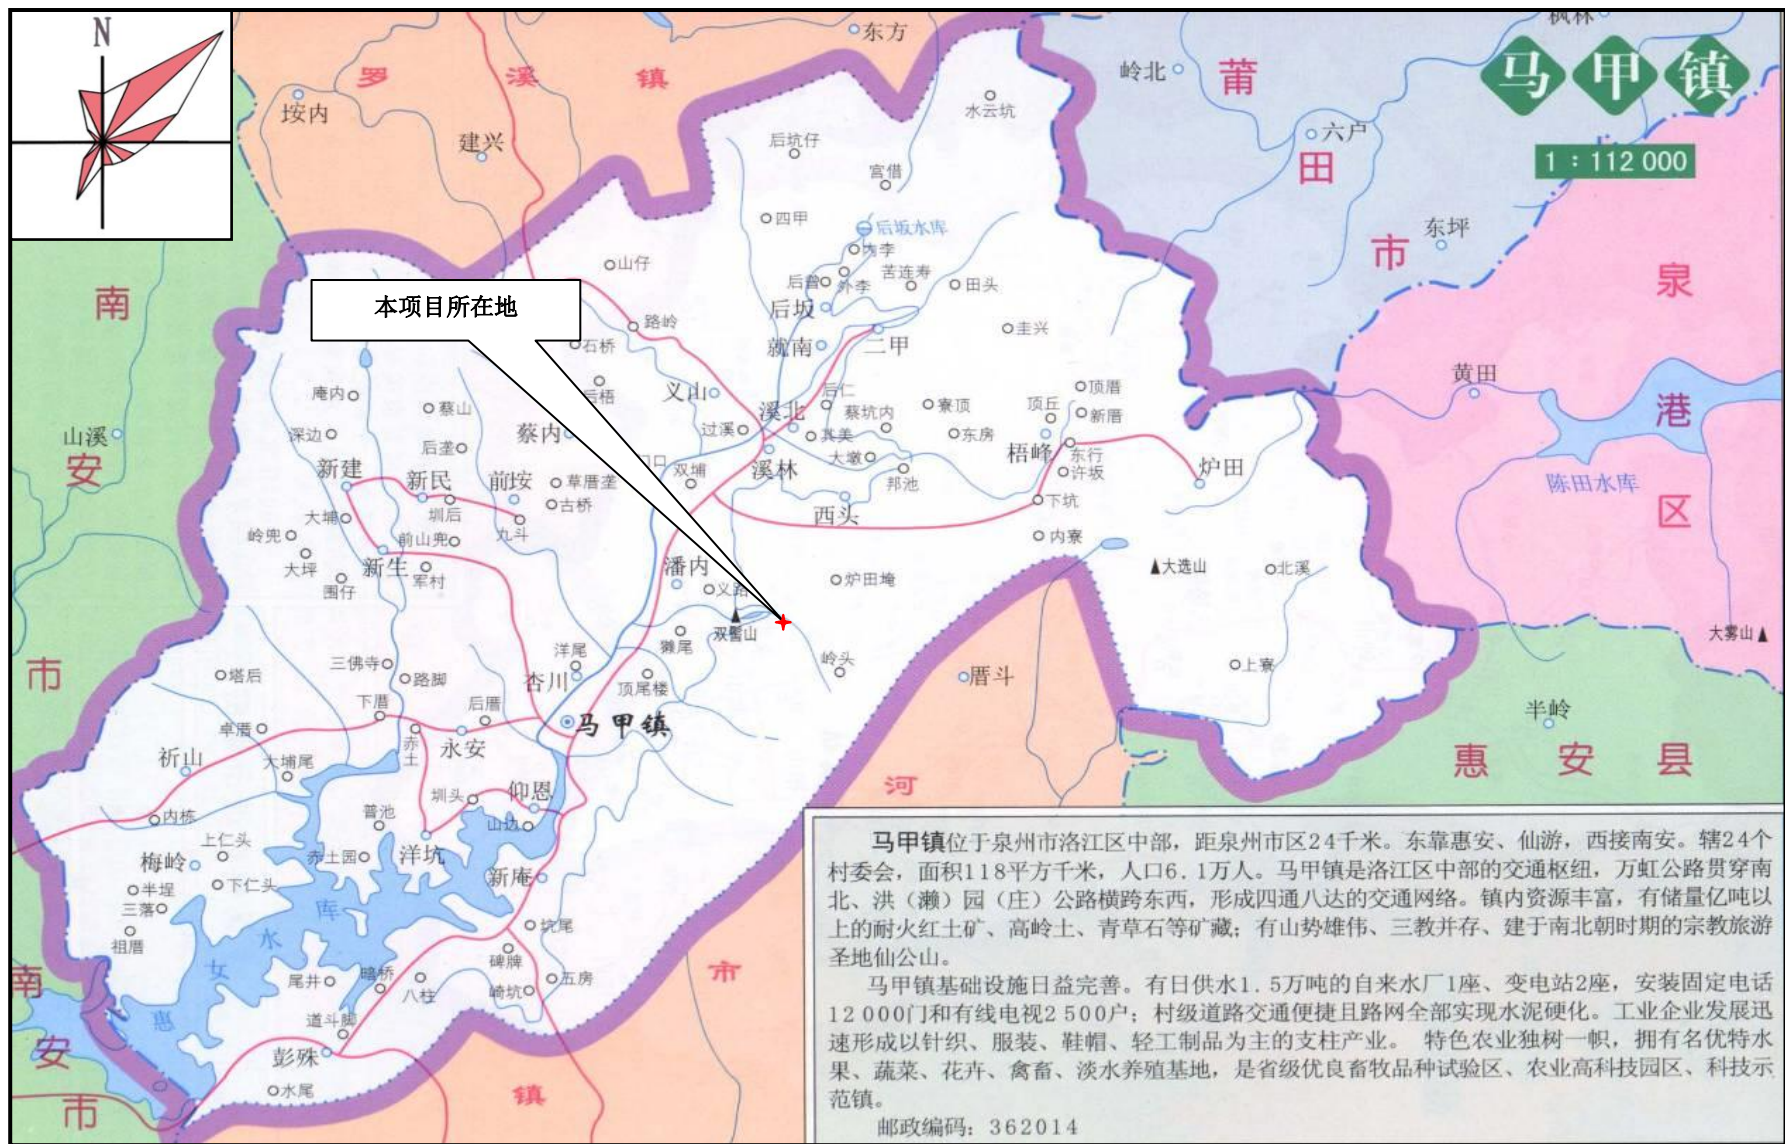 N
东方
枫林
罗溪镇
岭北
莆
马甲镇
垵内
建兴
水云坑
后坑仔
宫借
六户
田
1：112 000
四甲
后坂水库
内李
市
东坪
南
山仔
后曾
外李
苦连寿
田头
泉
本项目所在地
后坂
路岭
石桥
就南
二甲
圭兴
黄田
庵内
蔡山
后梧
义山
后仁
溪北
蔡坑内
寮顶
顶厝
顶丘
新厝
港
山溪
安
深边
后垄
蔡内
过溪
其美
东房
新建
新民
前垵
草厝垄
双埔
溪林
大墩
邦池
梧峰
东行
许坂
炉田
陈田水库
大埔
圳后
古桥
九斗
西头
下坑
区
岭兜
前山兜
大坪
新生
军村
围仔
潘内
义路
内寮
炉田埯
大选山
北溪
双髻山
大雾山
市
塔后
三佛寺
路脚
洋尾
濑尾
岭头
杏川
顶尾楼
厝斗
上寮
下厝
后厝
卓厝
赤土
永安
马甲镇
半岭
祈山
大埔尾
惠安县
圳头
仰恩
河
内栋
普池
山边
上仁头
梅岭
赤土园
洋坑
新庵
半埕
下仁头
三落
库
祖厝
水
坑尾
女
碑牌
市
南
尾井
暗桥
八柱
崎坑
五房
惠
道斗脚
安
彭殊
水尾
市
镇
马甲镇位于泉州市洛江区中部，距泉州市区24千米。东靠惠安、仙游，西接南安。辖24个
村委会，面积118平方千米，人口6.1万人。马甲镇是洛江区中部的交通枢纽，万虹公路贯穿南
北、洪（濑）园（庄）公路横跨东西，形成四通八达的交通网络。镇内资源丰富，有储量亿吨以
上的耐火红土矿、高岭土、青草石等矿藏；有山势雄伟、三教并存、建于南北朝时期的宗教旅游
圣地仙公山。
马甲镇基础设施日益完善。有日供水1.5万吨的自来水厂1座、变电站2座，安装固定电话
12 000门和有线电视2 500户；村级道路交通便捷且路网全部实现水泥硬化。工业企业发展迅
速形成以针织、服装、鞋帽、轻工制品为主的支柱产业。 特色农业独树一帜，拥有名优特水
果、蔬菜、花卉、禽畜、淡水养殖基地，是省级优良畜牧品种试验区、农业高科技园区、科技示
范镇。
邮政编码：362014